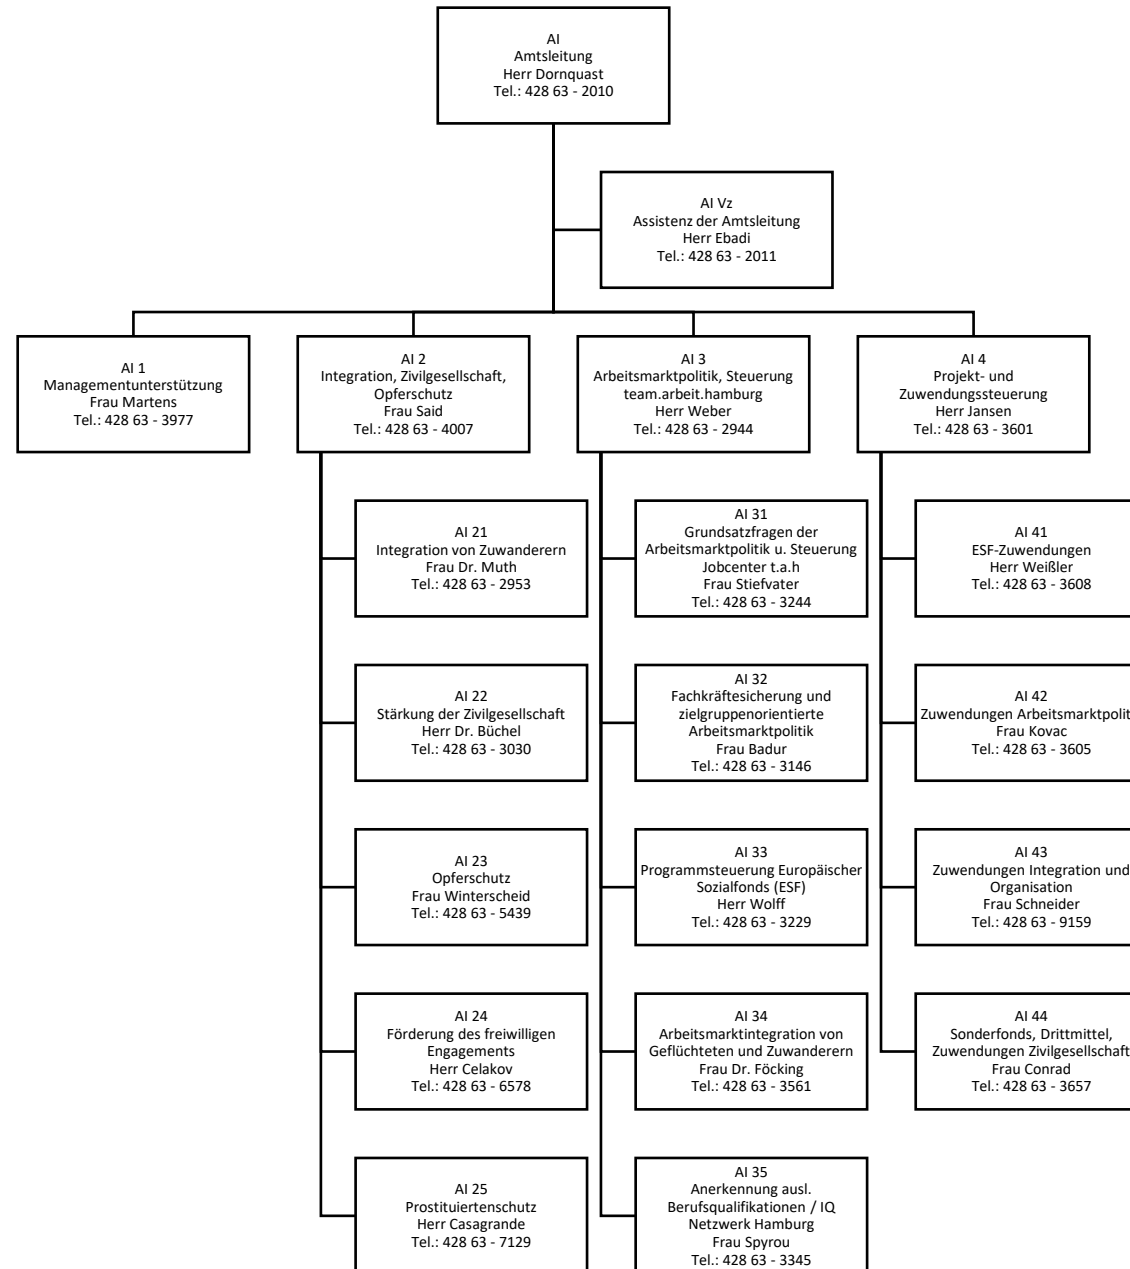 AI
Amtsleitung
Herr Dornquast
Tel.: 428 63 - 2010
AI Vz
Assistenz der Amtsleitung
Herr Ebadi
Tel.: 428 63 - 2011
AI 1
Managementunterstützung
Frau Martens
Tel.: 428 63 - 3977
AI 2
Integration, Zivilgesellschaft,
Opferschutz
Frau Said
Tel.: 428 63 - 4007
AI 3
Arbeitsmarktpolitik, Steuerung
team.arbeit.hamburg
Herr Weber
Tel.: 428 63 - 2944
AI 4
Projekt- und
Zuwendungssteuerung
Herr Jansen
Tel.: 428 63 - 3601
AI 21
Integration von Zuwanderern
Frau Dr. Muth
Tel.: 428 63 - 2953
AI 22
Stärkung der Zivilgesellschaft
Herr Dr. Büchel
Tel.: 428 63 - 3030
AI 23
Opferschutz
Frau Winterscheid
Tel.: 428 63 - 5439
AI 24
Förderung des freiwilligen
Engagements
Herr Celakov
Tel.: 428 63 - 6578
AI 25
Prostituiertenschutz
Herr Casagrande
Tel.: 428 63 - 7129
AI 31
Grundsatzfragen der
Arbeitsmarktpolitik u. Steuerung
Jobcenter t.a.h
Frau Stiefvater
Tel.: 428 63 - 3244
AI 32
Fachkräftesicherung und
zielgruppenorientierte
Arbeitsmarktpolitik
Frau Badur
Tel.: 428 63 - 3146
AI 33
Programmsteuerung Europäischer
Sozialfonds (ESF)
Herr Wolff
Tel.: 428 63 - 3229
AI 34
Arbeitsmarktintegration von
Geflüchteten und Zuwanderern
Frau Dr. Föcking
Tel.: 428 63 - 3561
AI 35
Anerkennung ausl.
Berufsqualifikationen / IQ
Netzwerk Hamburg
Frau Spyrou
Tel.: 428 63 - 3345
AI 41
ESF-Zuwendungen
Herr Weißler
Tel.: 428 63 - 3608
AI 42
Zuwendungen Arbeitsmarktpolit
Frau Kovac
Tel.: 428 63 - 3605
AI 43
Zuwendungen Integration und
Organisation
Frau Schneider
Tel.: 428 63 - 9159
AI 44
Sonderfonds, Drittmittel,
Zuwendungen Zivilgesellschaft
Frau Conrad
Tel.: 428 63 - 3657